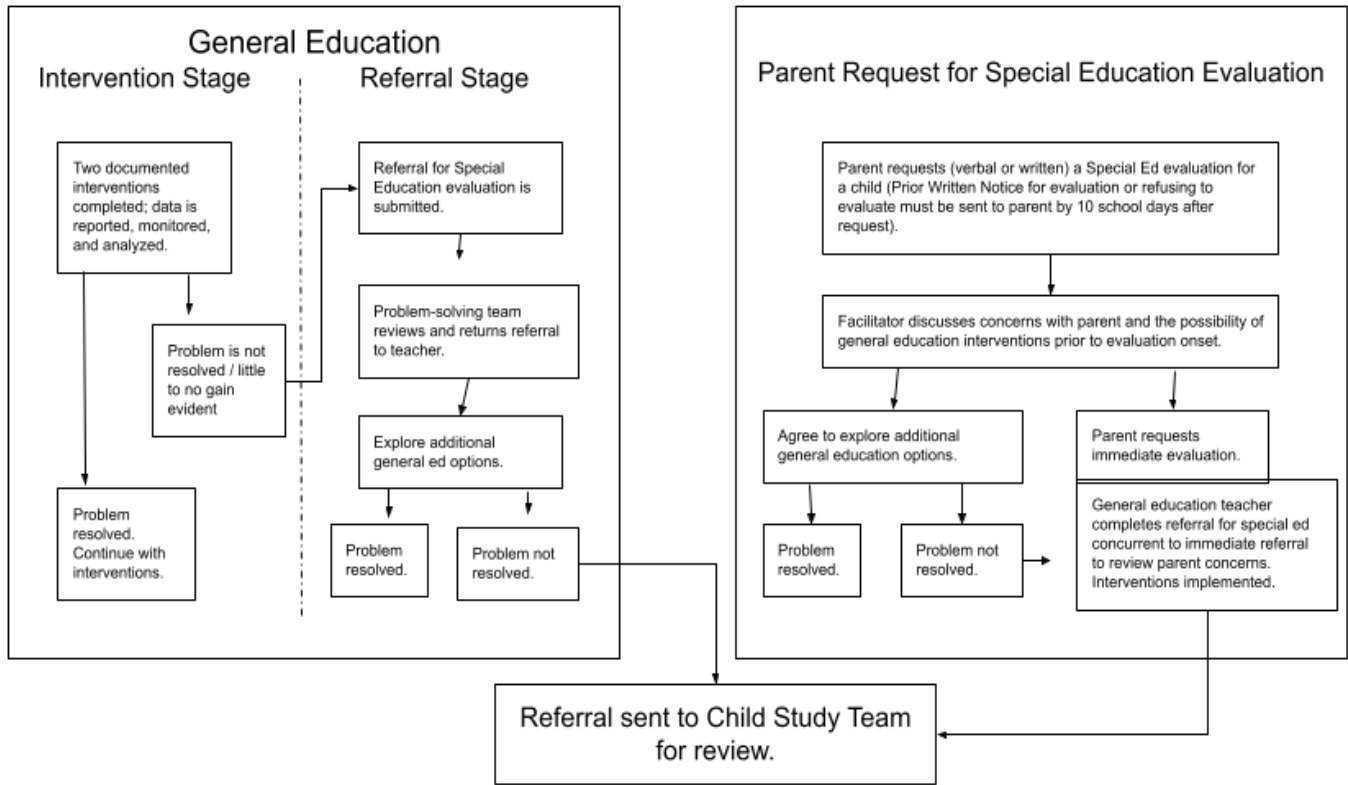 General Education
Intervention Stage
Referral Stage
Two documented
interventions
completed; data is
reported, monitored,
and analyzed.
Problem is not
resolved / little
to no gain
evident
Problem
resolved.
Continue with
interventions.
Referral for Special
Education evaluation is
submitted.
Problem-solving team
reviews and returns referral
to teacher.
Explore additional
general ed options.
Problem
resolved.
Problem not
resolved.
Parent Request for Special Education Evaluation
Parent requests (verbal or written) a Special Ed evaluation for
a child (Prior Written Notice for evaluation or refusing to
evaluate must be sent to parent by 10 school days after
request).
Facilitator discusses concerns with parent and the possibility of
general education interventions prior to evaluation onset.
Agree to explore additional
general education options.
Problem
resolved.
Problem not
resolved.
Parent requests
immediate evaluation.
General education teacher
completes referral for special ed
concurrent to immediate referral
to review parent concerns.
Interventions implemented.
Referral sent to Child Study Team
for review.